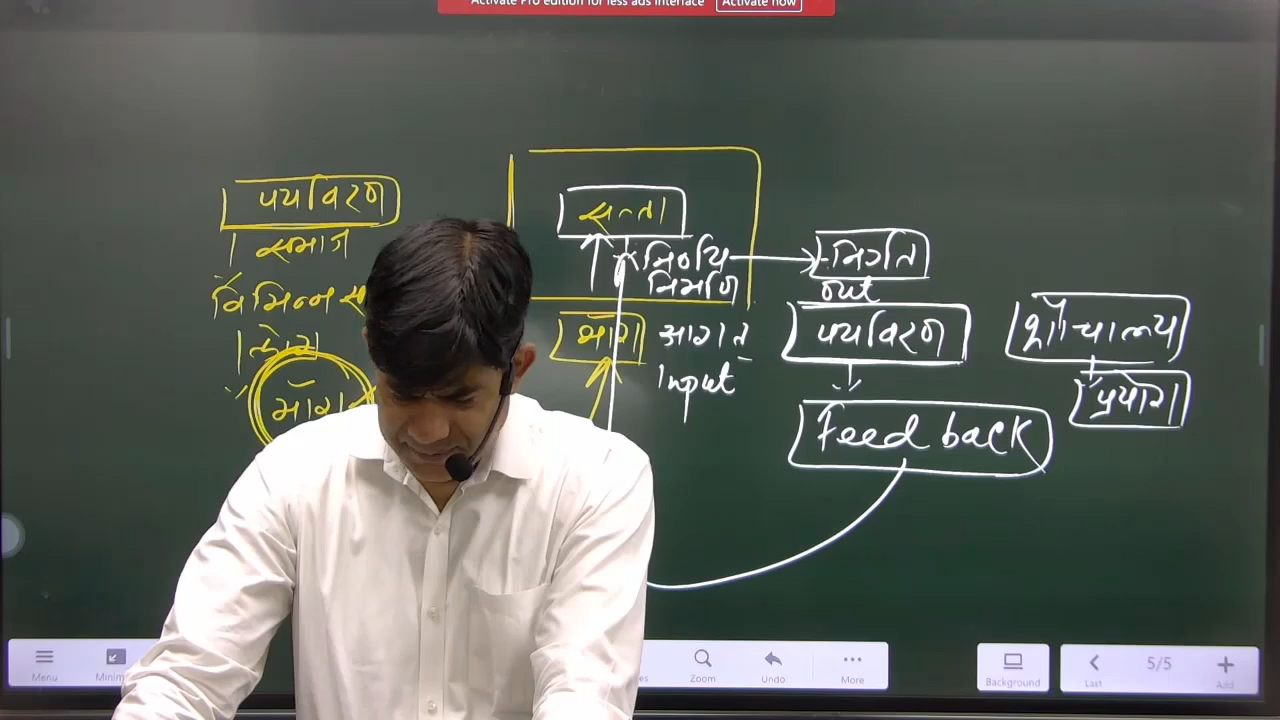 Activate Pro edition for less ads interface Activate now
पर्यावरण
समाज
विभिन्न
माँग
सत्ता
निर्णय
निर्माण
माँग
आगत
Input
निर्गत
out
पर्यावरण
Feed back
शौचालय
प्रयोग
Menu
Zoom
Undo
More
Background
Last
5/5
Add